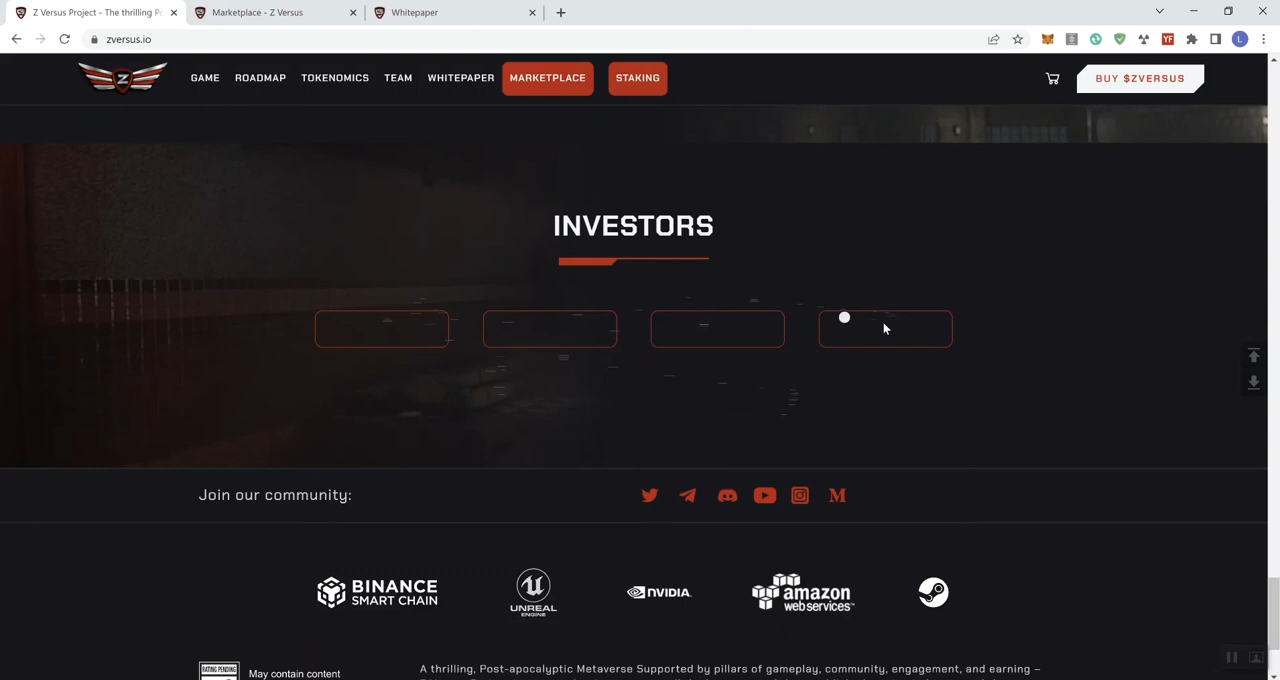 Z Versus Project - The thrilling Po
Marketplace - Z Versus
Whitepaper
zversus.io
YF
L
Z
GAME
ROADMAP
TOKENOMICS
TEAM
WHITEPAPER
MARKETPLACE
STAKING
BUY $ZVERSUS
INVESTORS
Join our community:
BINANCE
SMART CHAIN
UNREAL
ENGINE
NVIDIA
amazon
web services
RATING PENDING
May contain content
A thrilling, Post-apocalyptic Metaverse Supported by pillars of gameplay, community, engagement, and earning –